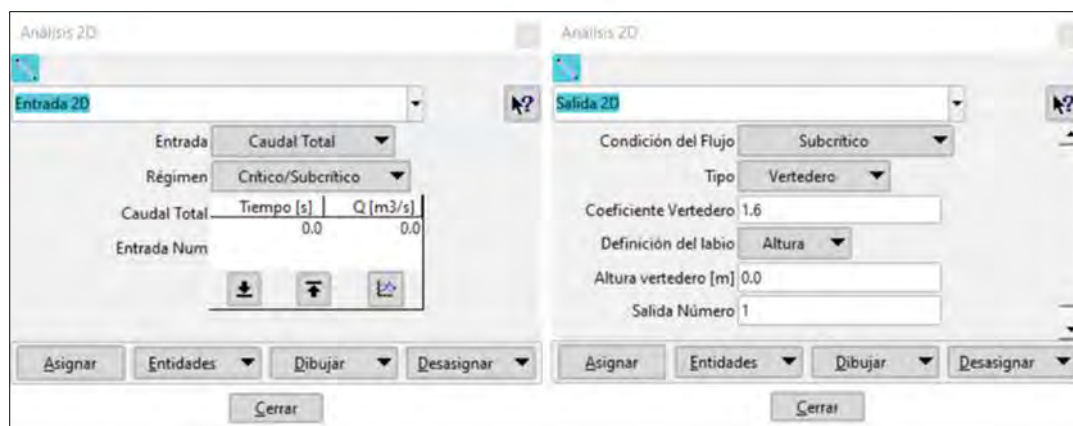 Análisis 2D
Entrada 2D
Entrada Caudal Total
Régimen Crítico/Subcrítico
Caudal Total Tiempo [s] Q [m3/s]
0.0 0.0
Entrada Num
Asignar Entidades Dibujar Desasignar
Cerrar
Análisis 2D
Salida 2D
Condición del Flujo Subcrítico
Tipo Vertedero
Coeficiente Vertedero 1.6
Definición del labio Altura
Altura vertedero [m] 0.0
Salida Número 1
Asignar Entidades Dibujar Desasignar
Cerrar